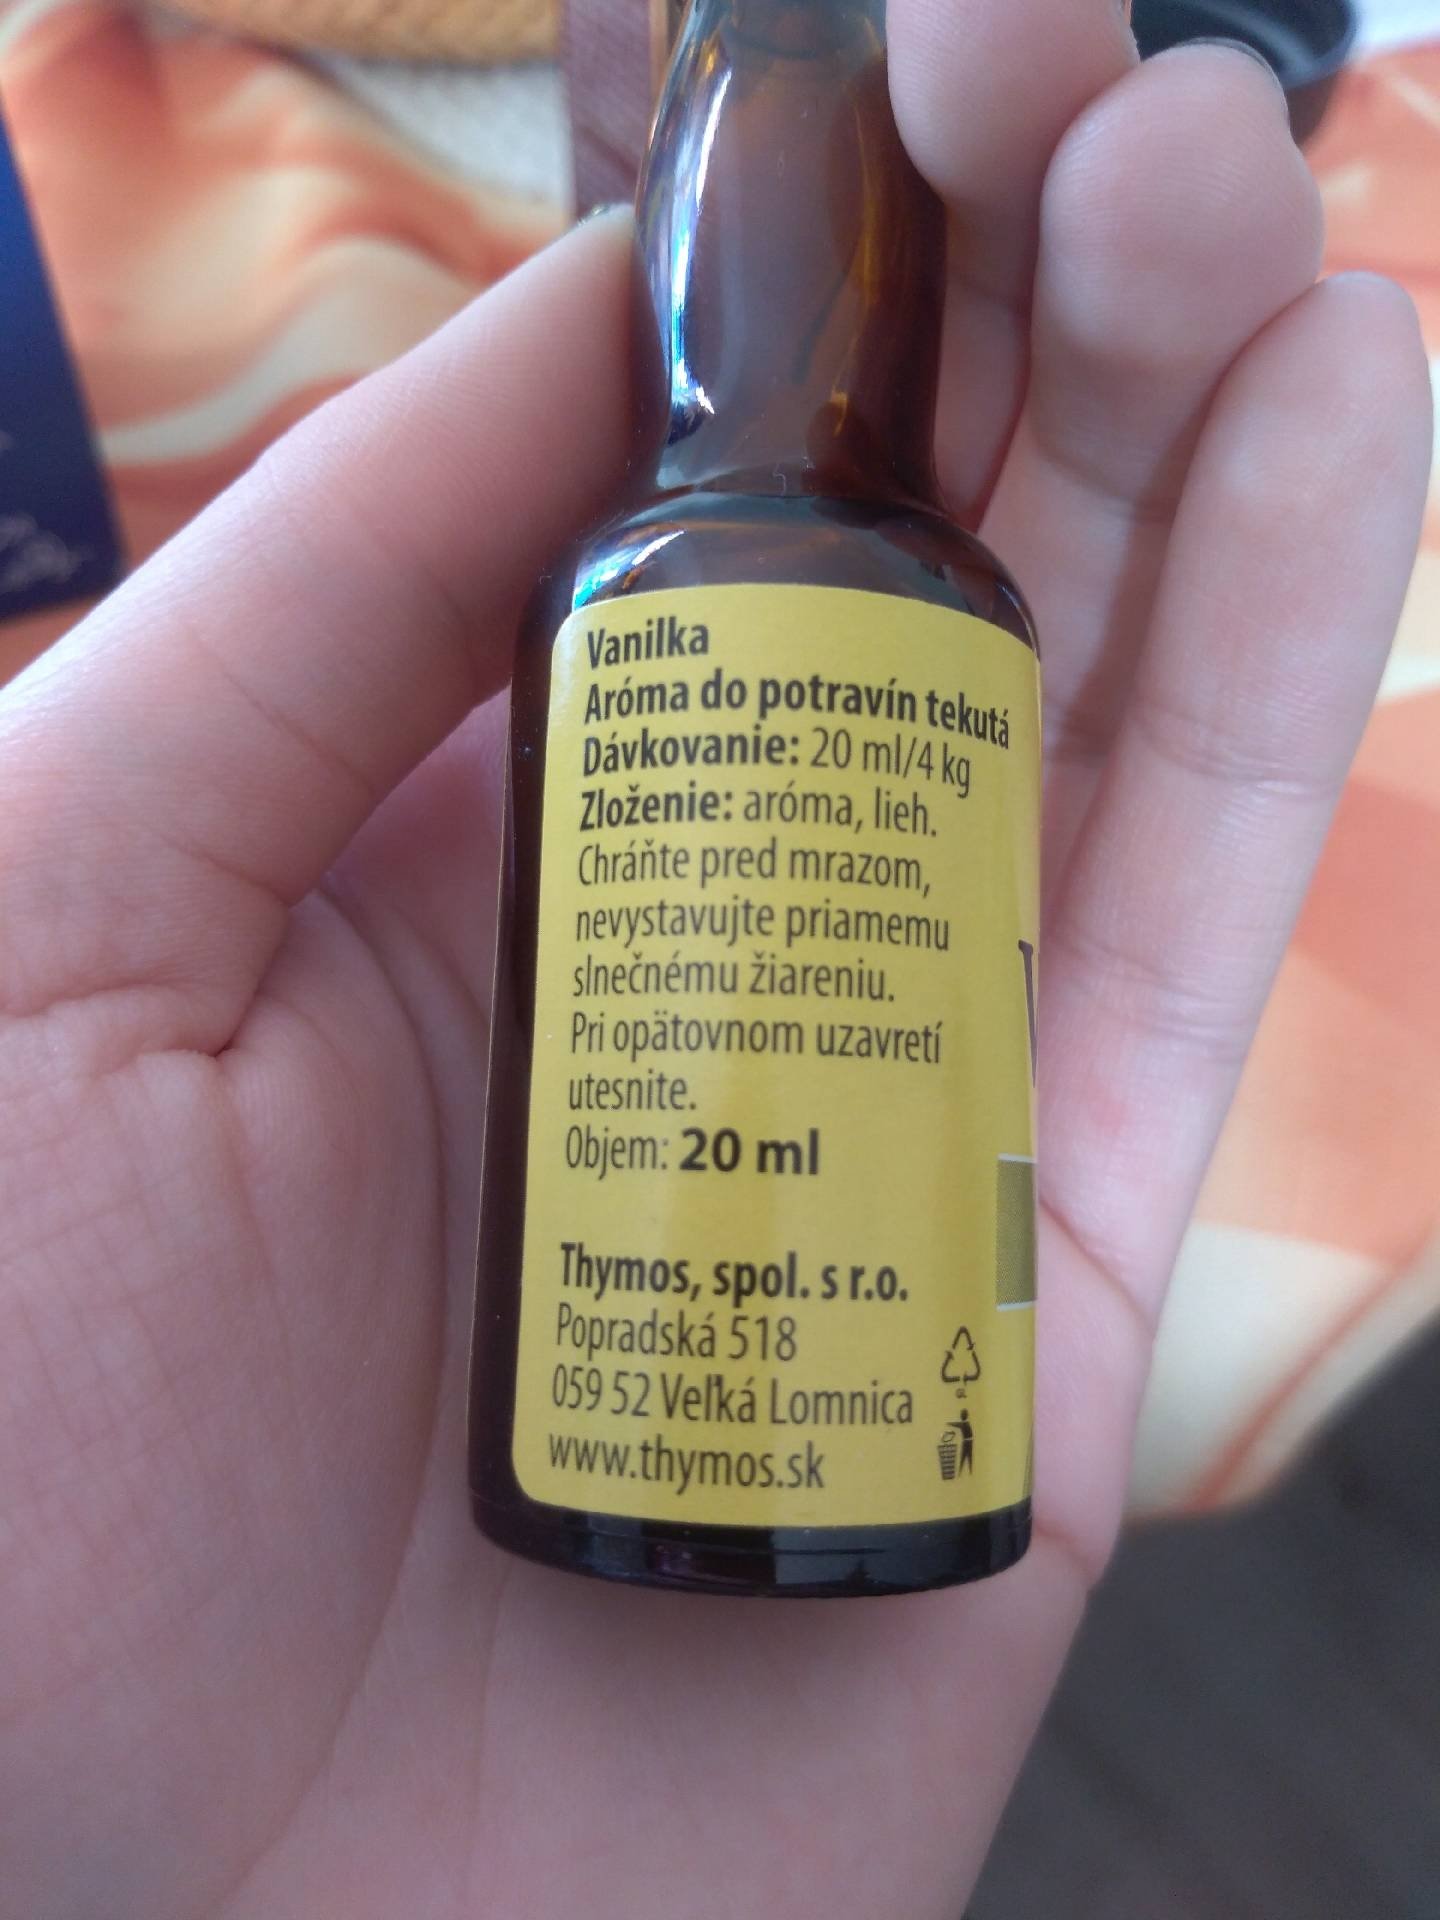 Vanilka
Aróma do potravín tekutá
Dávkovanie: 20 ml/4 kg
Zloženie: aróma, lieh.
Chráňte pred mrazom,
nevystavujte priamemu
slnečnému žiareniu.
Pri opätovnom uzavretí
utesnite.
Objem: 20 ml
Thymos, spol. s r.o.
Popradská 518
059 52 Veľká Lomnica
www.thymos.sk